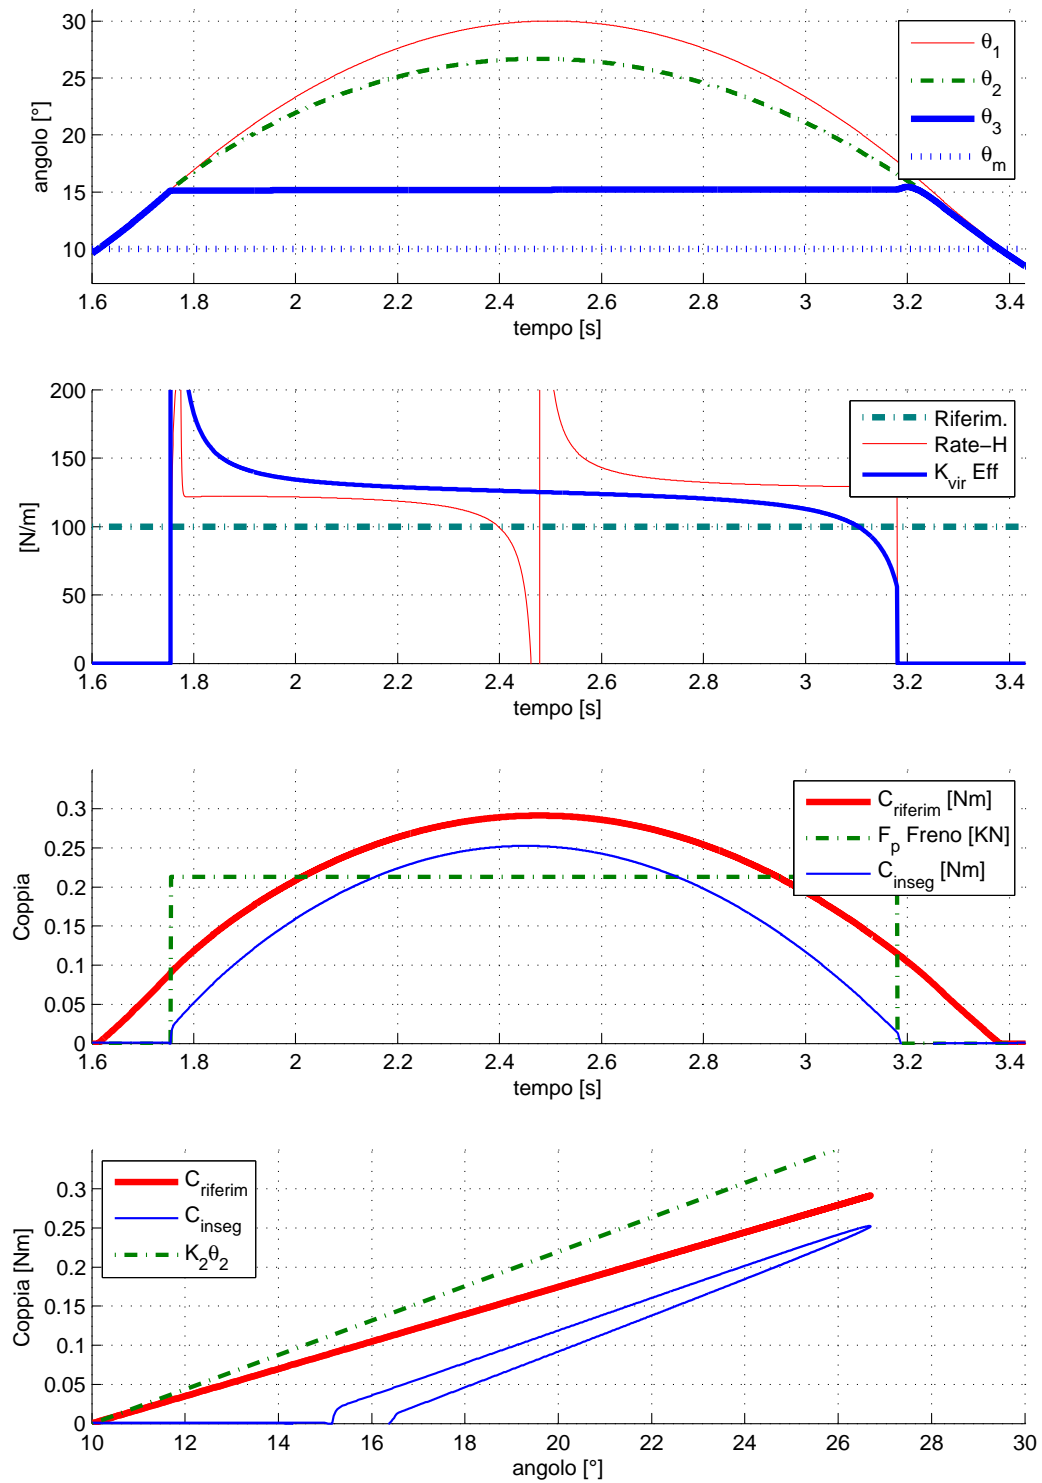 30
25
20
15
10
angolo [°]
θ1
θ2
θ3
θm
1.6 1.8 2 2.2 2.4 2.6 2.8 3 3.2 3.4
tempo [s]
200
150
100
50
0
[N/m]
Riferim.
Rate-H
Kvir Eff
1.6 1.8 2 2.2 2.4 2.6 2.8 3 3.2 3.4
tempo [s]
0.3
0.25
0.2
0.15
0.1
0.05
0
Coppia
Criferim [Nm]
Fp Freno [KN]
Cinseg [Nm]
1.6 1.8 2 2.2 2.4 2.6 2.8 3 3.2 3.4
tempo [s]
0.3
0.25
0.2
0.15
0.1
0.05
0
Coppia [Nm]
Criferim
Cinseg
K2θ2
10 12 14 16 18 20 22 24 26 28 30
angolo [°]